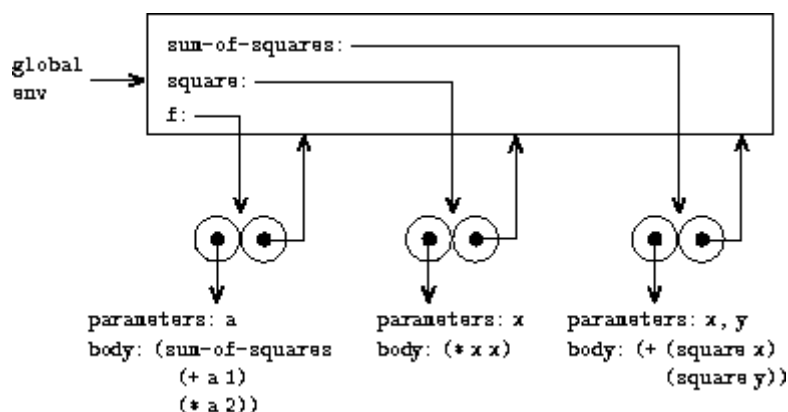 sum-of-squares:
global
env
square:
f:
parameters: a
body: (sum-of-squares
(+ a 1)
(* a 2))
parameters: x
body: (* x x)
parameters: x, y
body: (+ (square x)
(square y))